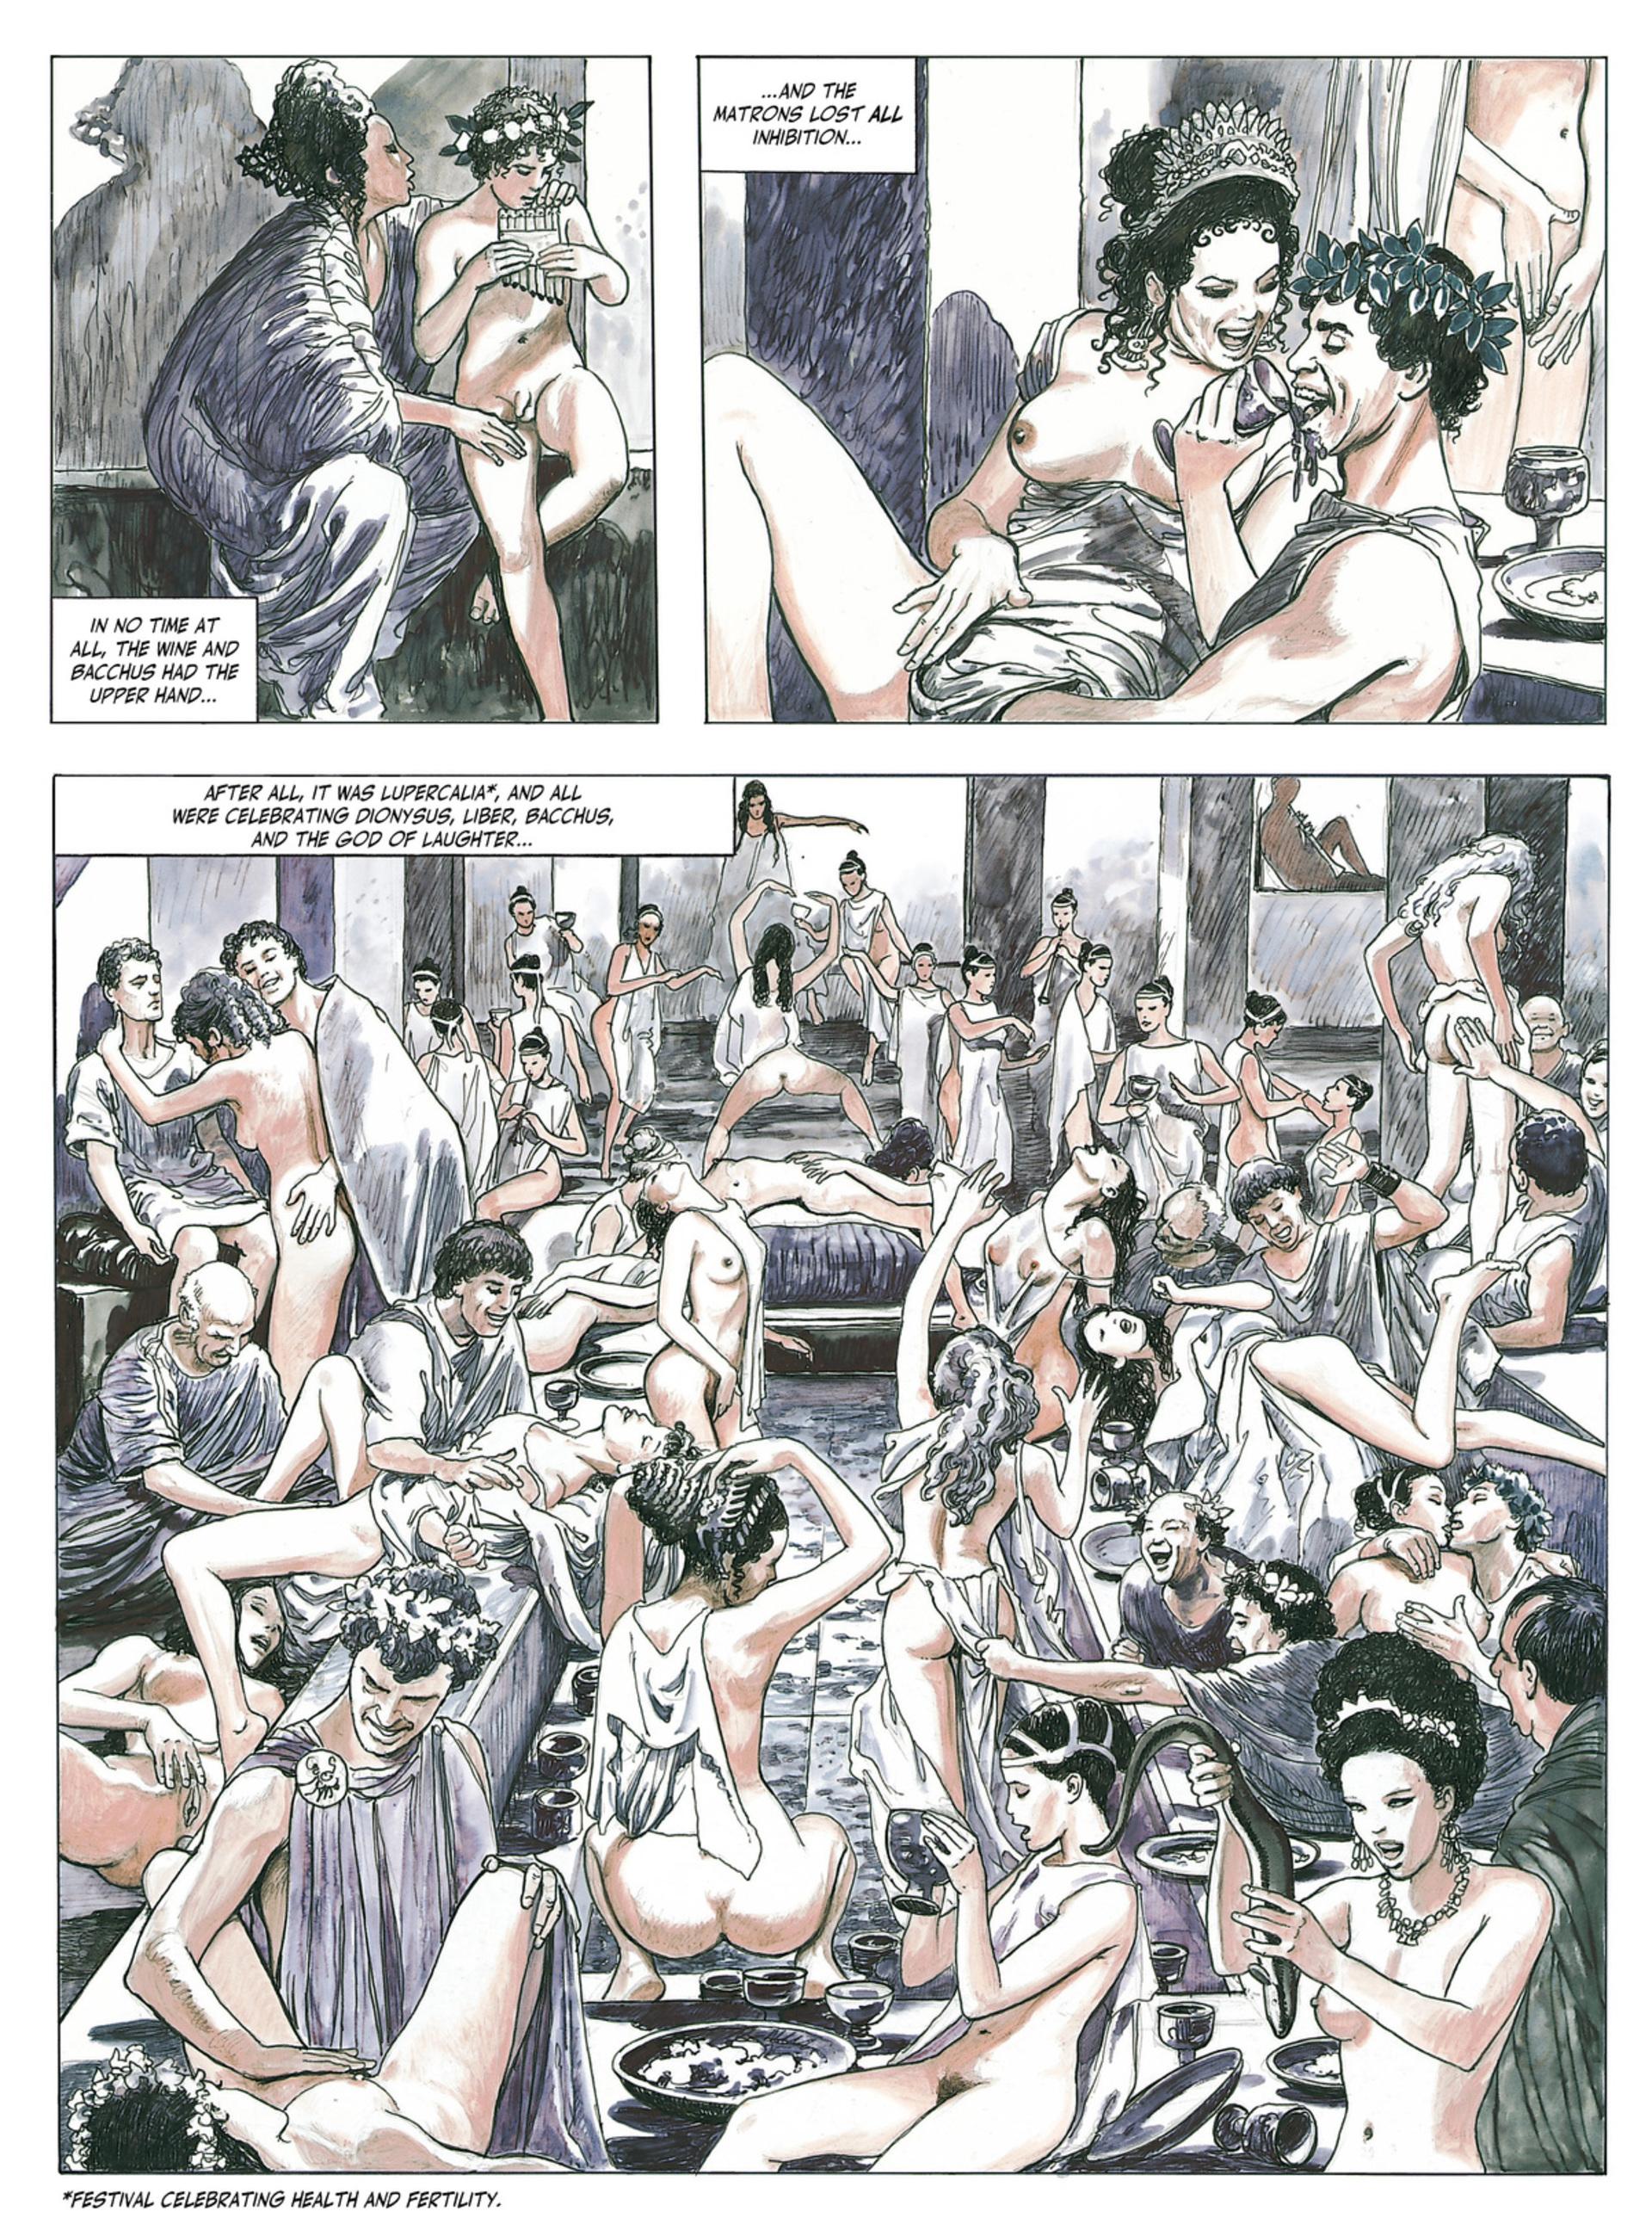 IN NO TIME AT
ALL, THE WINE AND
BACCHUS HAD THE
UPPER HAND...
...AND THE
MATRONS LOST ALL
INHIBITION...
AFTER ALL, IT WAS LUPERCALIA*, AND ALL
WERE CELEBRATING DIONYSUS, LIBER, BACCHUS,
AND THE GOD OF LAUGHTER...
*FESTIVAL CELEBRATING HEALTH AND FERTILITY.